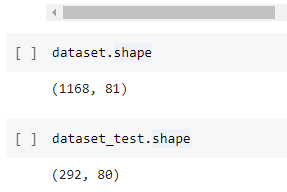 [ ] dataset.shape
(1168, 81)
[ ] dataset_test.shape
(292, 80)